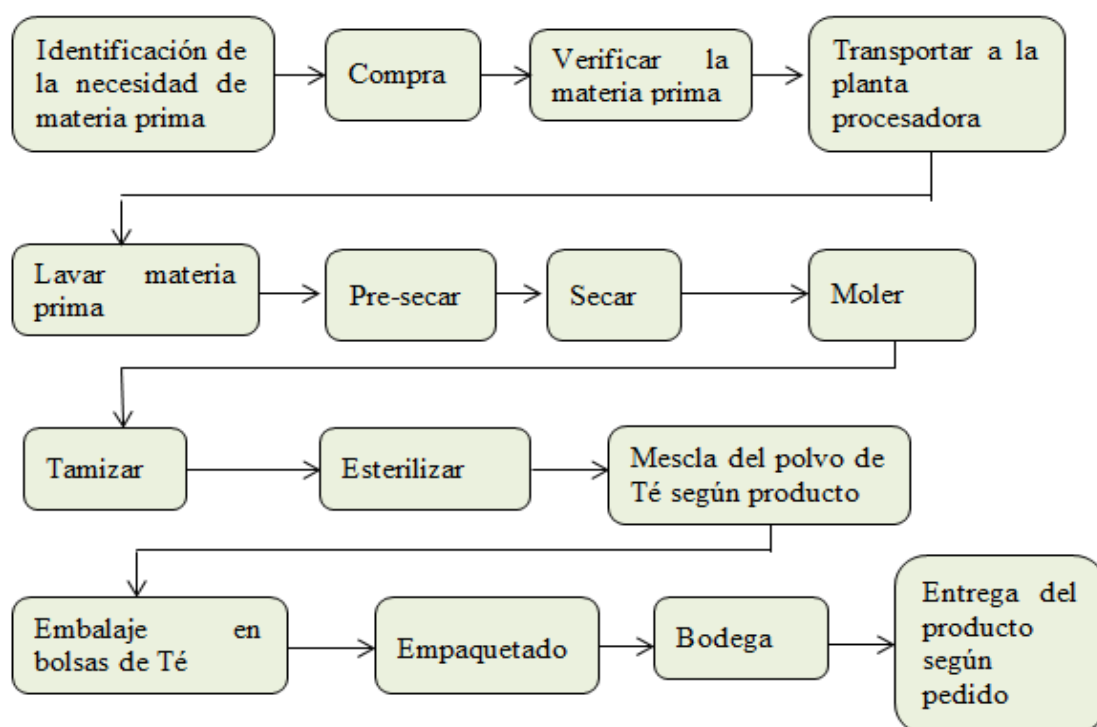 Identificación de
la necesidad de
materia prima
Compra
Verificar la
materia prima
Transportar a la
planta
procesadora
Lavar materia
prima
Pre-secar
Secar
Moler
Tamizar
Esterilizar
Mescla del polvo de
Té según producto
Embalaje en
bolsas de Té
Empaquetado
Bodega
Entrega del
producto
según
pedido